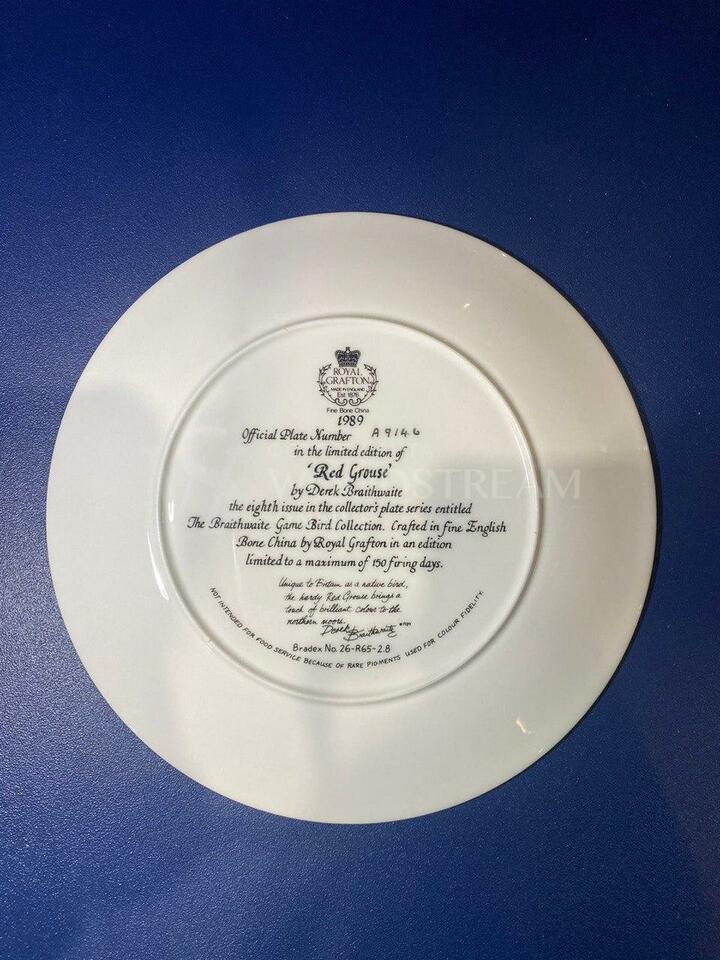 ROYAL
GRAFTON
MADE IN ENGLAND
Est 1876
Fine Bone China
1989
Official Plate Number A9146
in the limited edition of
'Red Grouse'
by Derek Braithwaite
the eighth issue in the collector's plate series entitled
The Braithwaite Game Bird Collection. Crafted in fine English
Bone China by Royal Grafton in an edition
limited to a maximum of 150 firing days.
Unique to Britain as a native bird,
the hardy Red Grouse brings a
touch of brilliant colour to the
northern moors.
Derek Braithwaite
Bradex No. 26-R65-2.8
NOT INTENDED FOR FOOD SERVICE BECAUSE OF RARE PIGMENTS USED FOR COLOUR FIDELITY.